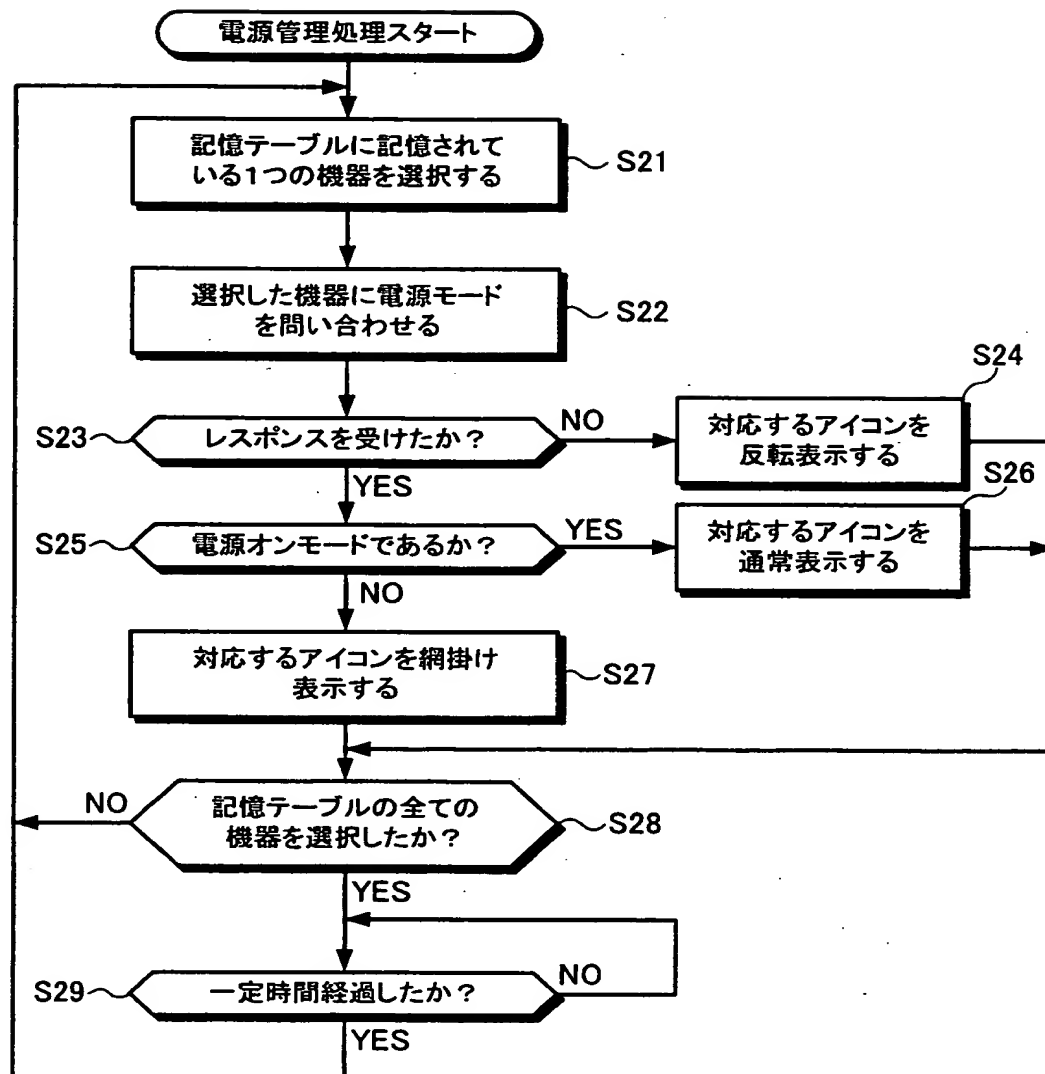 電源管理処理スタート
記憶テーブルに記憶されて
いる1つの機器を選択する
S21
選択した機器に電源モード
を問い合わせる
S22
S23
レスポンスを受けたか？
NO
YES
S24
対応するアイコンを
反転表示する
S25
電源オンモードであるか？
YES
NO
S26
対応するアイコンを
通常表示する
対応するアイコンを網掛け
表示する
S27
NO
記憶テーブルの全ての
機器を選択したか？
S28
YES
S29
一定時間経過したか？
NO
YES